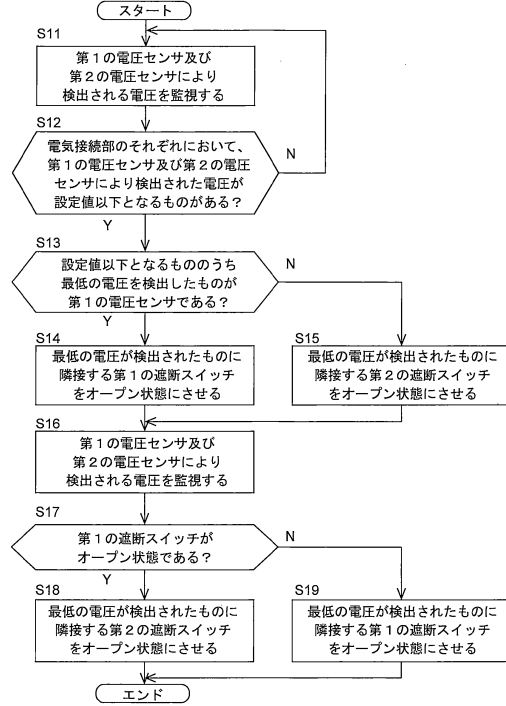 スタート
S11
第１の電圧センサ及び
第２の電圧センサにより
検出される電圧を監視する
S12
電気接続部のそれぞれにおいて、
第１の電圧センサ及び第２の電圧
センサにより検出された電圧が
設定値以下となるものがある？
N
Y
S13
設定値以下となるもののうち
最低の電圧を検出したものが
第１の電圧センサである？
N
Y
S14
最低の電圧が検出されたものに
隣接する第１の遮断スイッチ
をオープン状態にさせる
S15
最低の電圧が検出されたものに
隣接する第２の遮断スイッチ
をオープン状態にさせる
S16
第１の電圧センサ及び
第２の電圧センサにより
検出される電圧を監視する
S17
第１の遮断スイッチが
オープン状態である？
N
Y
S18
最低の電圧が検出されたものに
隣接する第２の遮断スイッチ
をオープン状態にさせる
S19
最低の電圧が検出されたものに
隣接する第１の遮断スイッチ
をオープン状態にさせる
エンド